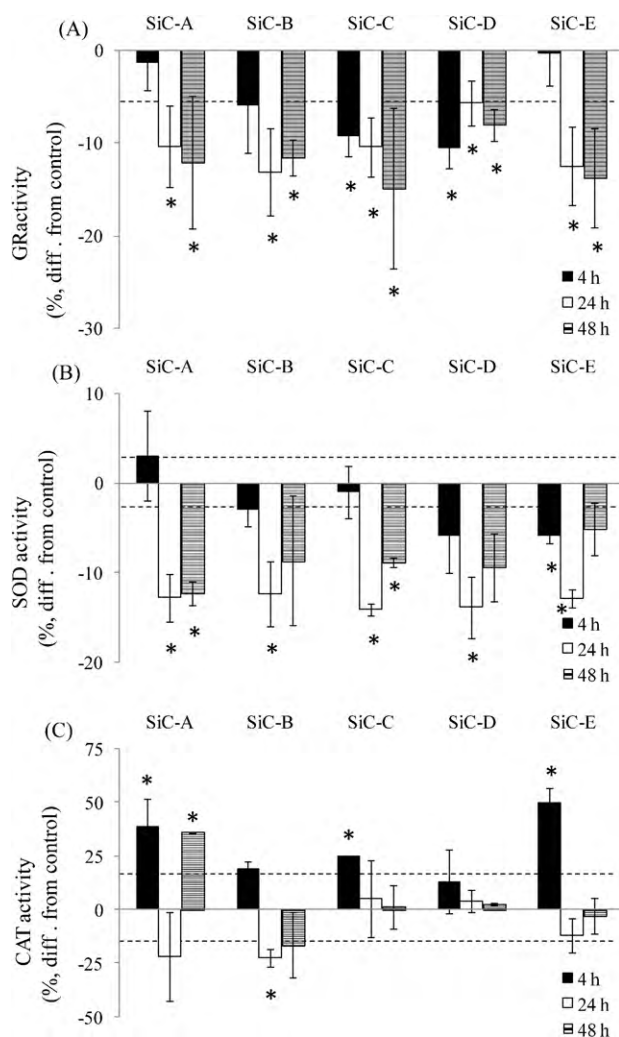 (A)
SiC-A SiC-B SiC-C SiC-D SiC-E
0
-10
-20
-30
GRactivity
(%, diff . from control)
* * * * * * * * * * *
4 h
24 h
48 h
(B)
SiC-A SiC-B SiC-C SiC-D SiC-E
10
0
-10
-20
SOD activity
(%, diff. from control)
* * * * * * * *
4 h
24 h
48 h
(C)
SiC-A SiC-B SiC-C SiC-D SiC-E
75
50
25
0
-25
-50
CAT activity
(%, diff. from control)
* * * * *
4 h
24 h
48 h